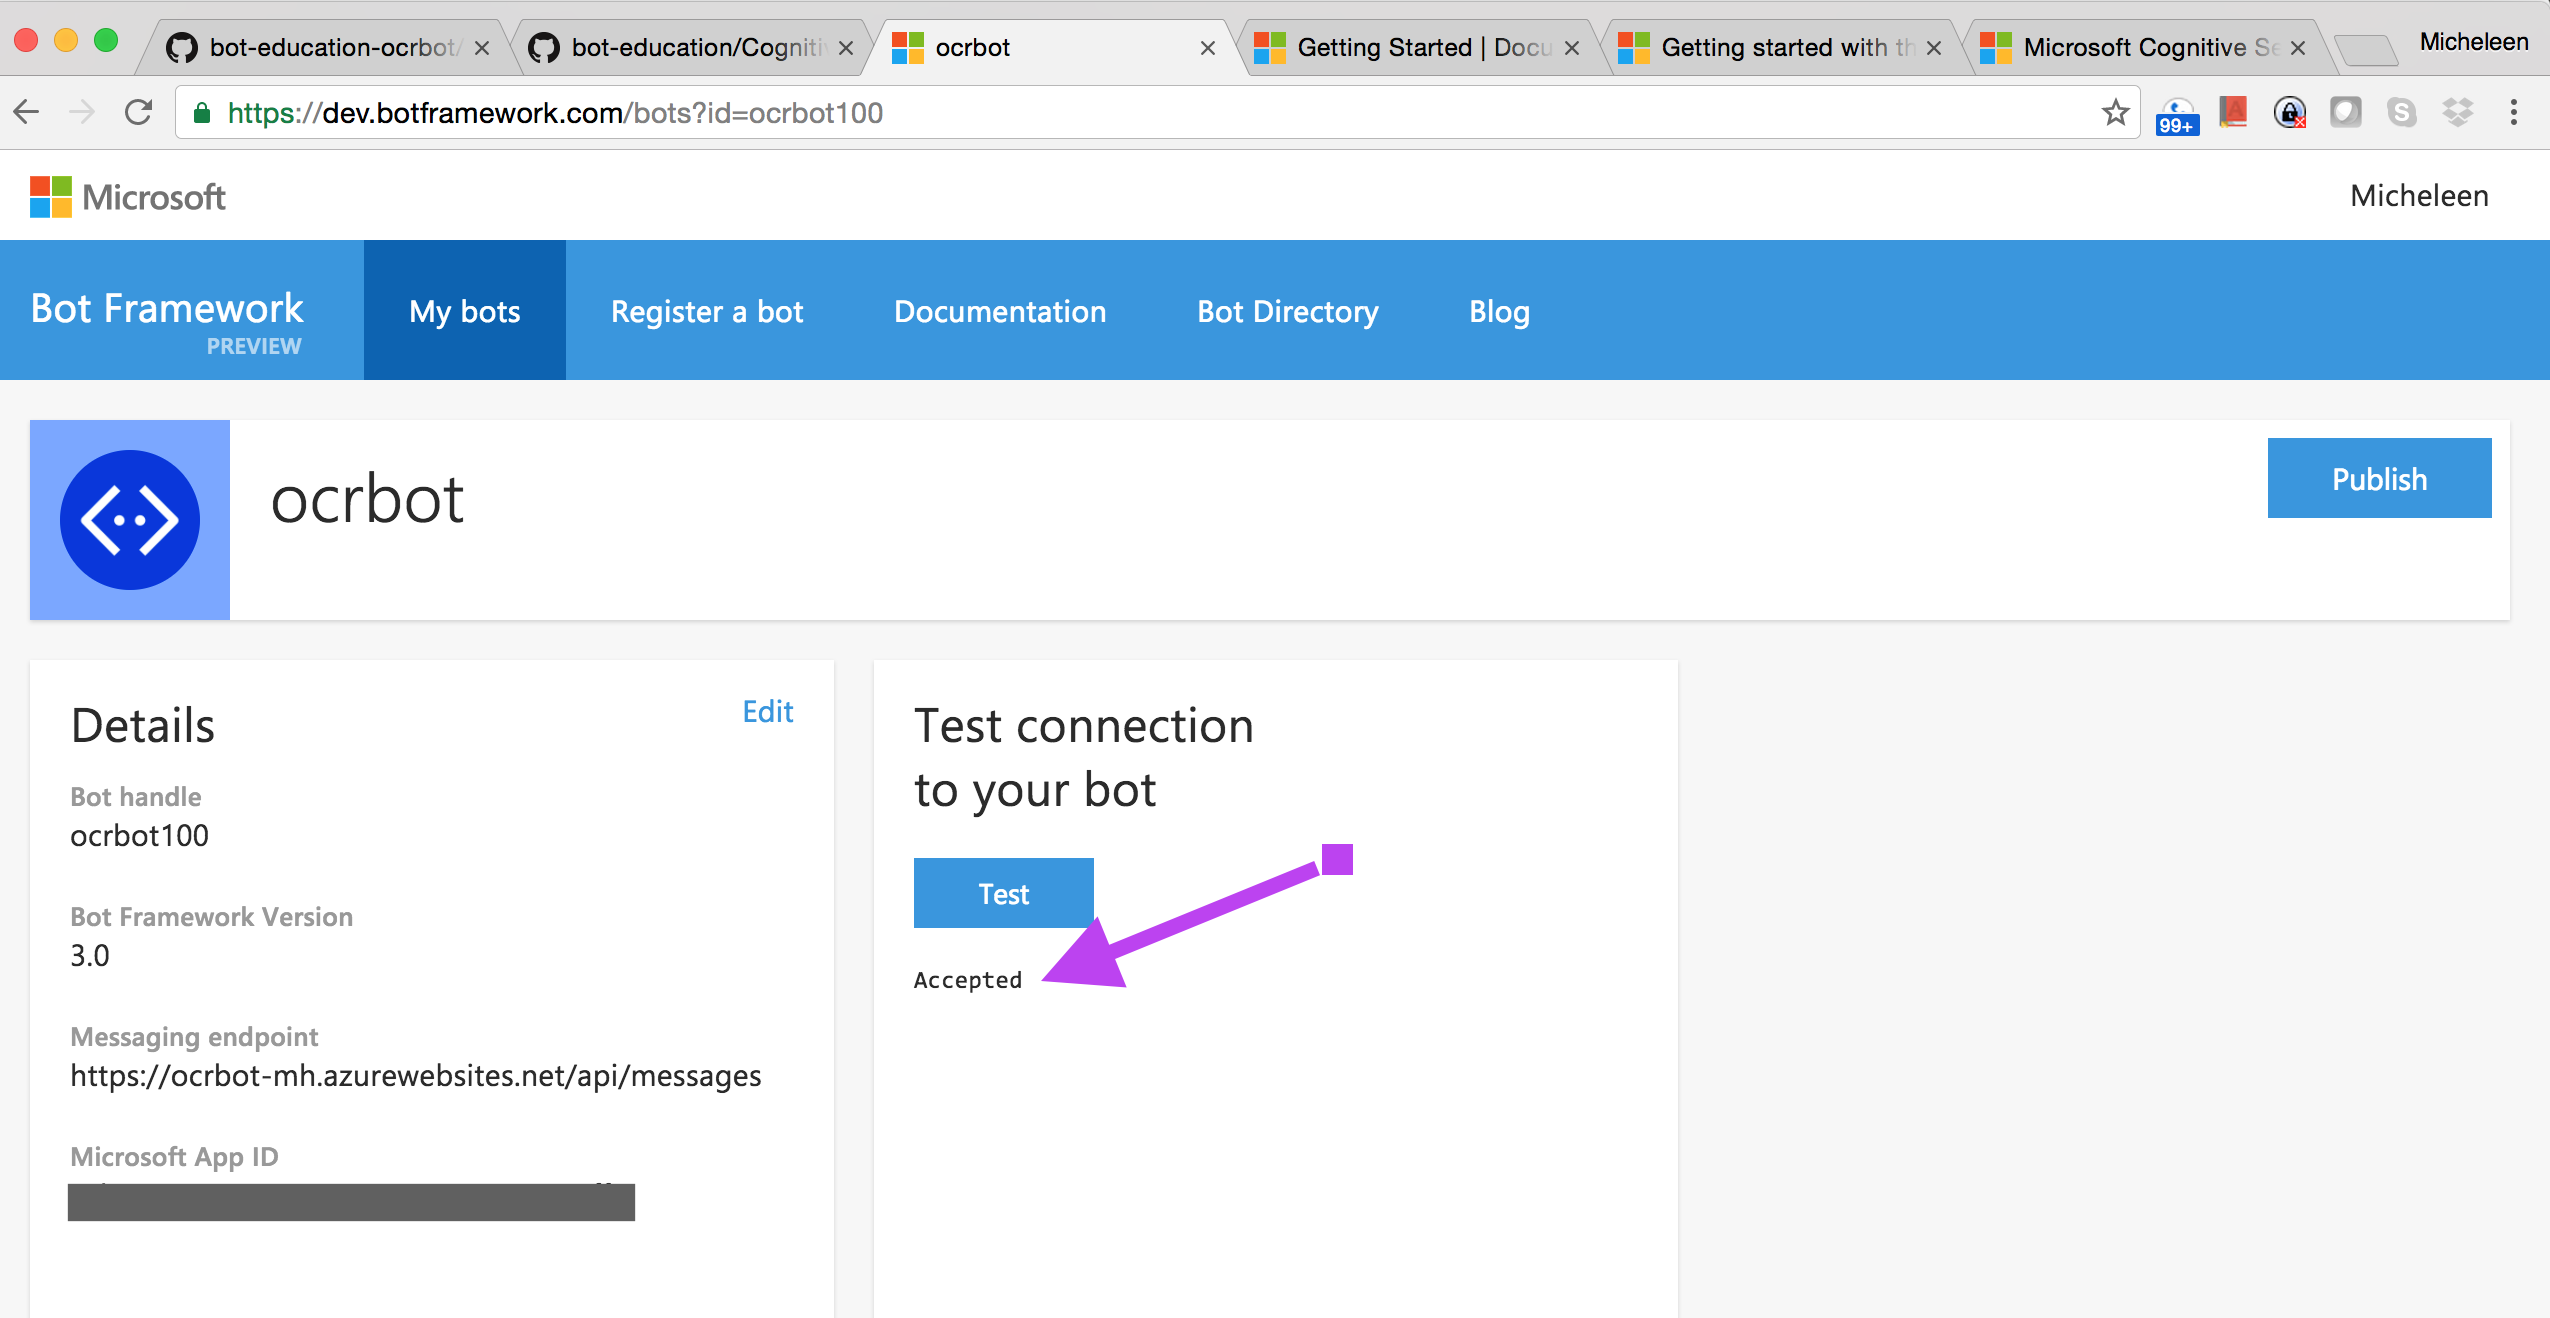 bot-education-ocrbot/
bot-education/Cogniti
ocrbot
Getting Started | Docu
Getting started with th
Microsoft Cognitive Se
Micheleen
https://dev.botframework.com/bots?id=ocrbot100
99+
Microsoft
Micheleen
Bot Framework
PREVIEW
My bots
Register a bot
Documentation
Bot Directory
Blog
ocrbot
Publish
Details
Edit
Bot handle
ocrbot100
Bot Framework Version
3.0
Messaging endpoint
https://ocrbot-mh.azurewebsites.net/api/messages
Microsoft App ID
Test connection
to your bot
Test
Accepted